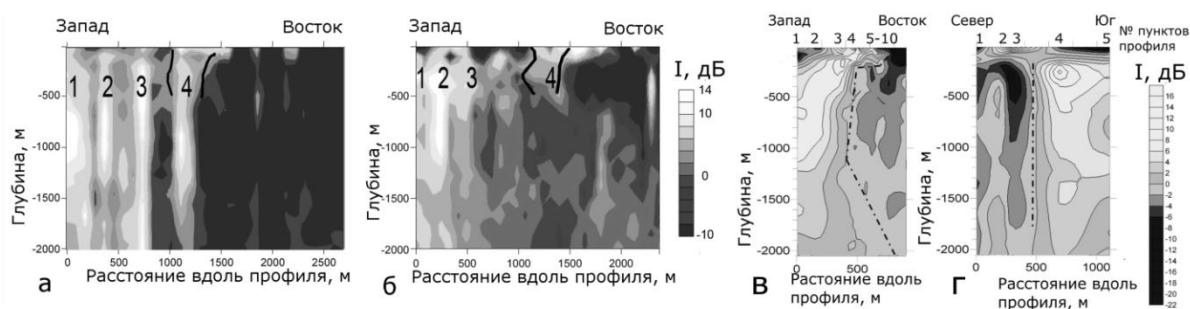 Запад Восток
1 2 3 4
0
-500
-1000
-1500
-2000
Глубина, м
0 500 1000 1500 2000 2500
Расстояние вдоль профиля, м
а
Запад Восток
1 2 3 4
-500
-1000
-1500
-2000
Глубина, м
0 500 1000 1500 2000
Расстояние вдоль профиля, м
б
I, дБ
14
10
0
-10
Запад Восток
1 2 3 4 5-10
0
-500
-1000
-1500
-2000
Глубина, м
0 500
Растояние вдоль
профиля, м
В
Север Юг
1 2 3 4 5
0
-500
-1000
-1500
-2000
0 500 1000
Расстояние вдоль
профиля, м
Г
№ пунктов
профиля
I, дБ
16
14
12
10
8
6
4
2
0
-2
-4
-6
-8
-10
-12
-14
-16
-18
-20
-22